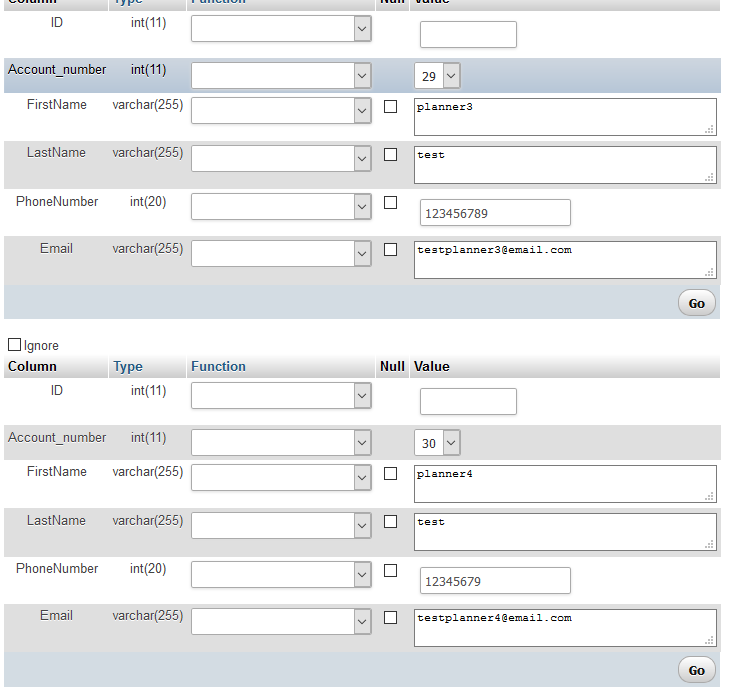 Column Type Function Null Value
ID int(11)
Account_number int(11) 29
FirstName varchar(255) planner3
LastName varchar(255) test
PhoneNumber int(20) 123456789
Email varchar(255) testplanner3@email.com
Go
Ignore
Column Type Function Null Value
ID int(11)
Account_number int(11) 30
FirstName varchar(255) planner4
LastName varchar(255) test
PhoneNumber int(20) 12345679
Email varchar(255) testplanner4@email.com
Go